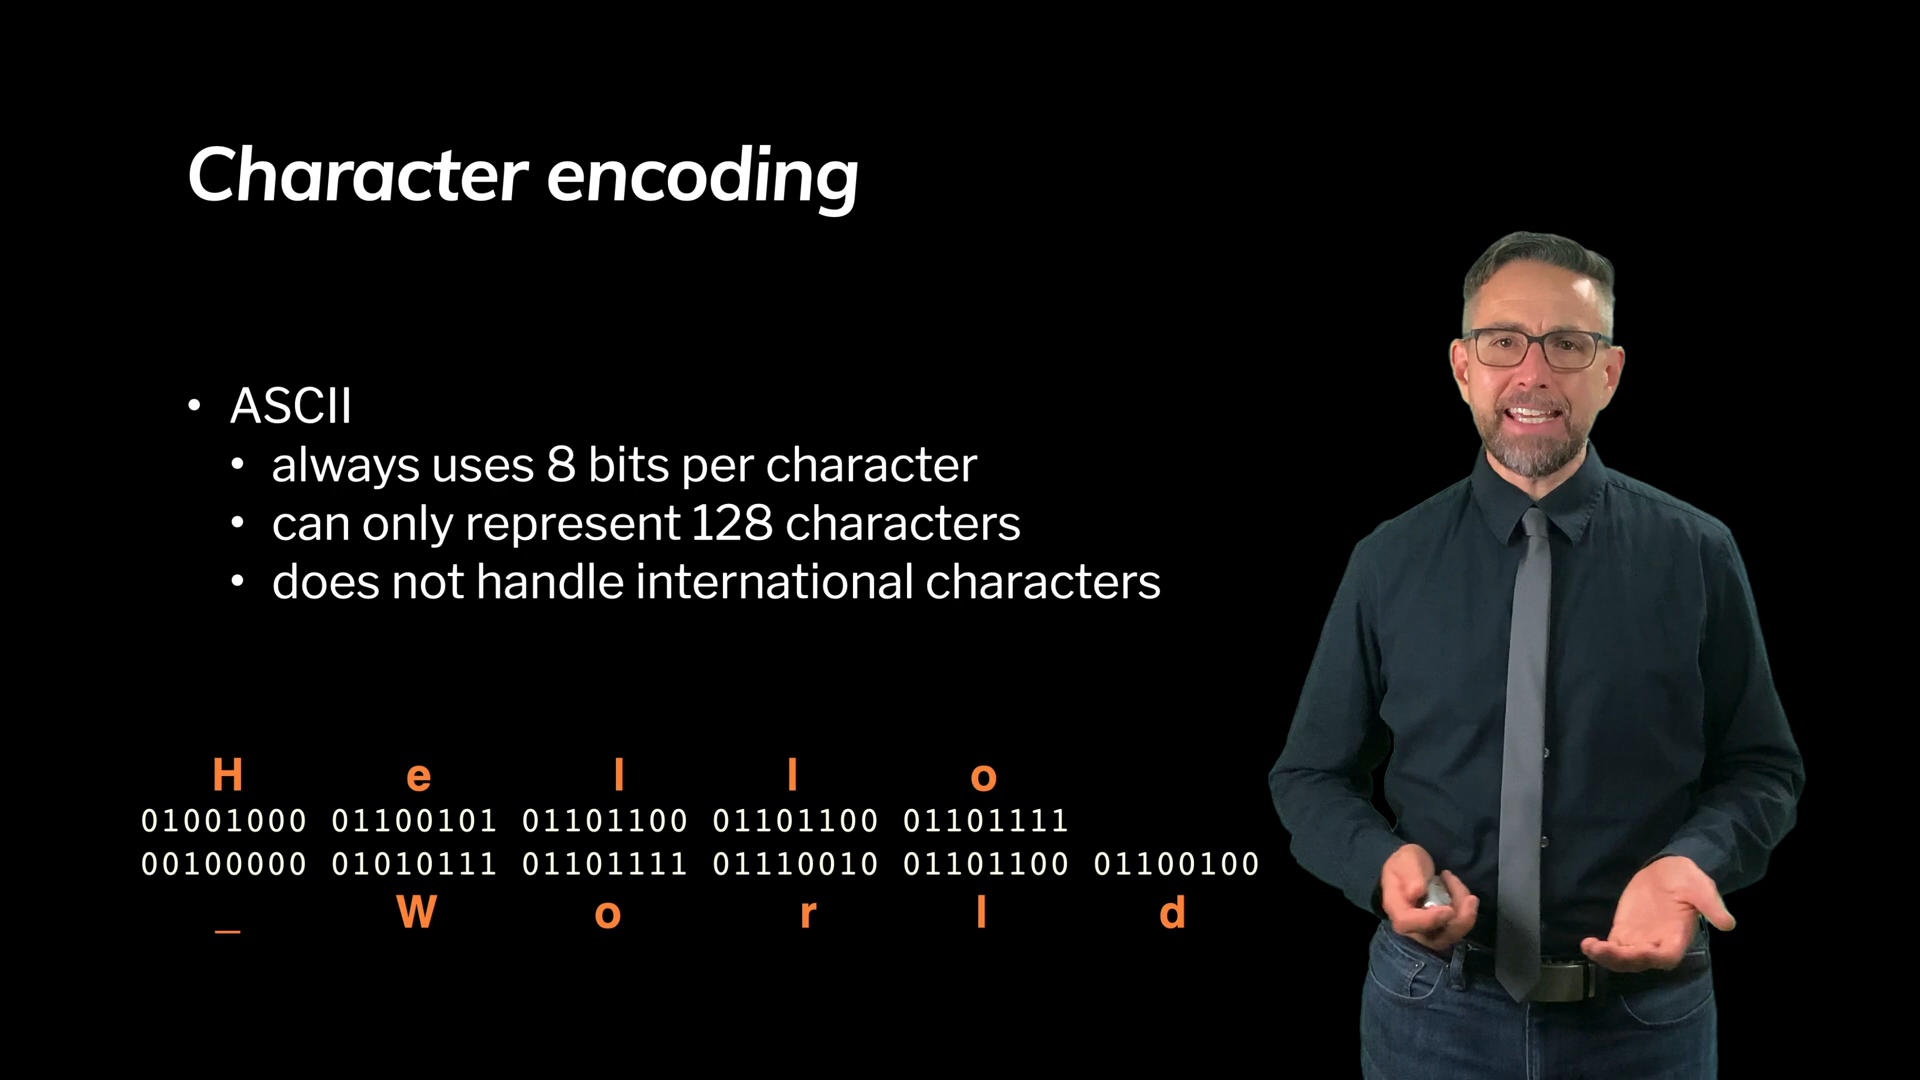 Character encoding
• ASCII
• always uses 8 bits per character
• can only represent 128 characters
• does not handle international characters
H e l l o
01001000 01100101 01101100 01101100 01101111
00100000 01010111 01101111 01110010 01101100 01100100
_ W o r l d